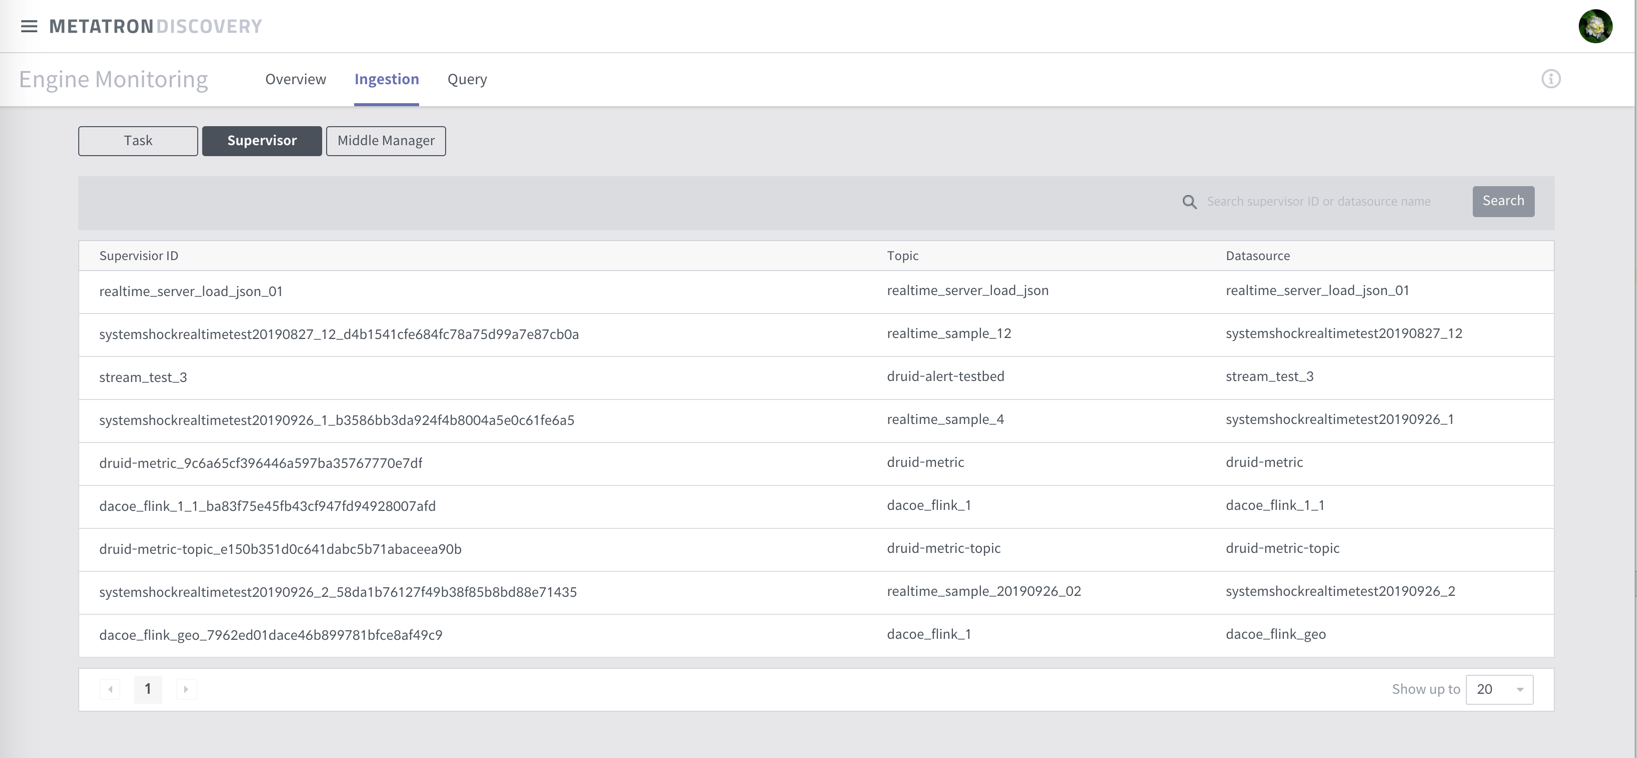 METATRON DISCOVERY
Engine Monitoring Overview Ingestion Query
Task Supervisor Middle Manager
Search supervisor ID or datasource name Search
Supervisior ID Topic Datasource
realtime_server_load_json_01 realtime_server_load_json realtime_server_load_json_01
systemshockrealtimetest20190827_12_d4b1541cfe684fc78a75d99a7e87cb0a realtime_sample_12 systemshockrealtimetest20190827_12
stream_test_3 druid-alert-testbed stream_test_3
systemshockrealtimetest20190926_1_b3586bb3da924f4b8004a5e0c61fe6a5 realtime_sample_4 systemshockrealtimetest20190926_1
druid-metric_9c6a65cf396446a597ba35767770e7df druid-metric druid-metric
dacoe_flink_1_1_ba83f75e45fb43cf947fd94928007afd dacoe_flink_1 dacoe_flink_1_1
druid-metric-topic_e150b351d0c641dabc5b71abaceea90b druid-metric-topic druid-metric-topic
systemshockrealtimetest20190926_2_58da1b76127f49b38f85b8bd88e71435 realtime_sample_20190926_02 systemshockrealtimetest20190926_2
dacoe_flink_geo_7962ed01dace46b899781bfce8af49c9 dacoe_flink_1 dacoe_flink_geo
1 Show up to 20